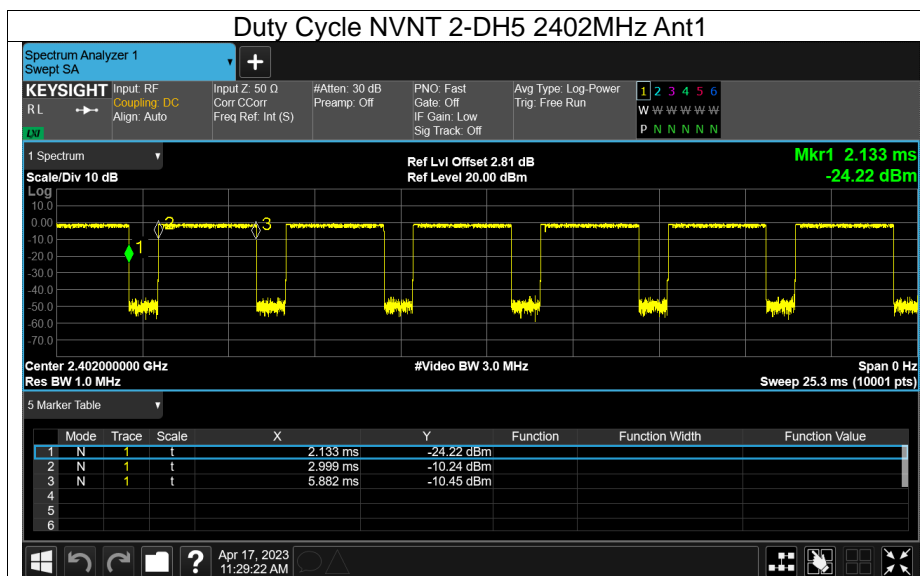 Duty Cycle NVNT 2-DH5 2402MHz Ant1
Spectrum Analyzer 1
Swept SA
KEYSIGHT
RL
LXI
Input: RF
Coupling: DC
Align: Auto
Input Z: 50 Ω
Corr CCorr
Freq Ref: Int (S)
#Atten: 30 dB
Preamp: Off
PNO: Fast
Gate: Off
IF Gain: Low
Sig Track: Off
Avg Type: Log-Power
Trig: Free Run
1 2 3 4 5 6
W W W W W W
P N N N N N
1 Spectrum
Scale/Div 10 dB
Ref Lvl Offset 2.81 dB
Ref Level 20.00 dBm
Mkr1 2.133 ms
-24.22 dBm
Log
10.0
0.00
-10.0
-20.0
-30.0
-40.0
-50.0
-60.0
-70.0
1
2
3
Center 2.402000000 GHz
Res BW 1.0 MHz
#Video BW 3.0 MHz
Span 0 Hz
Sweep 25.3 ms (10001 pts)
5 Marker Table
Mode Trace Scale X Y Function Function Width Function Value
1 N 1 t 2.133 ms -24.22 dBm
2 N 1 t 2.999 ms -10.24 dBm
3 N 1 t 5.882 ms -10.45 dBm
4
5
6
?
Apr 17, 2023
11:29:22 AM